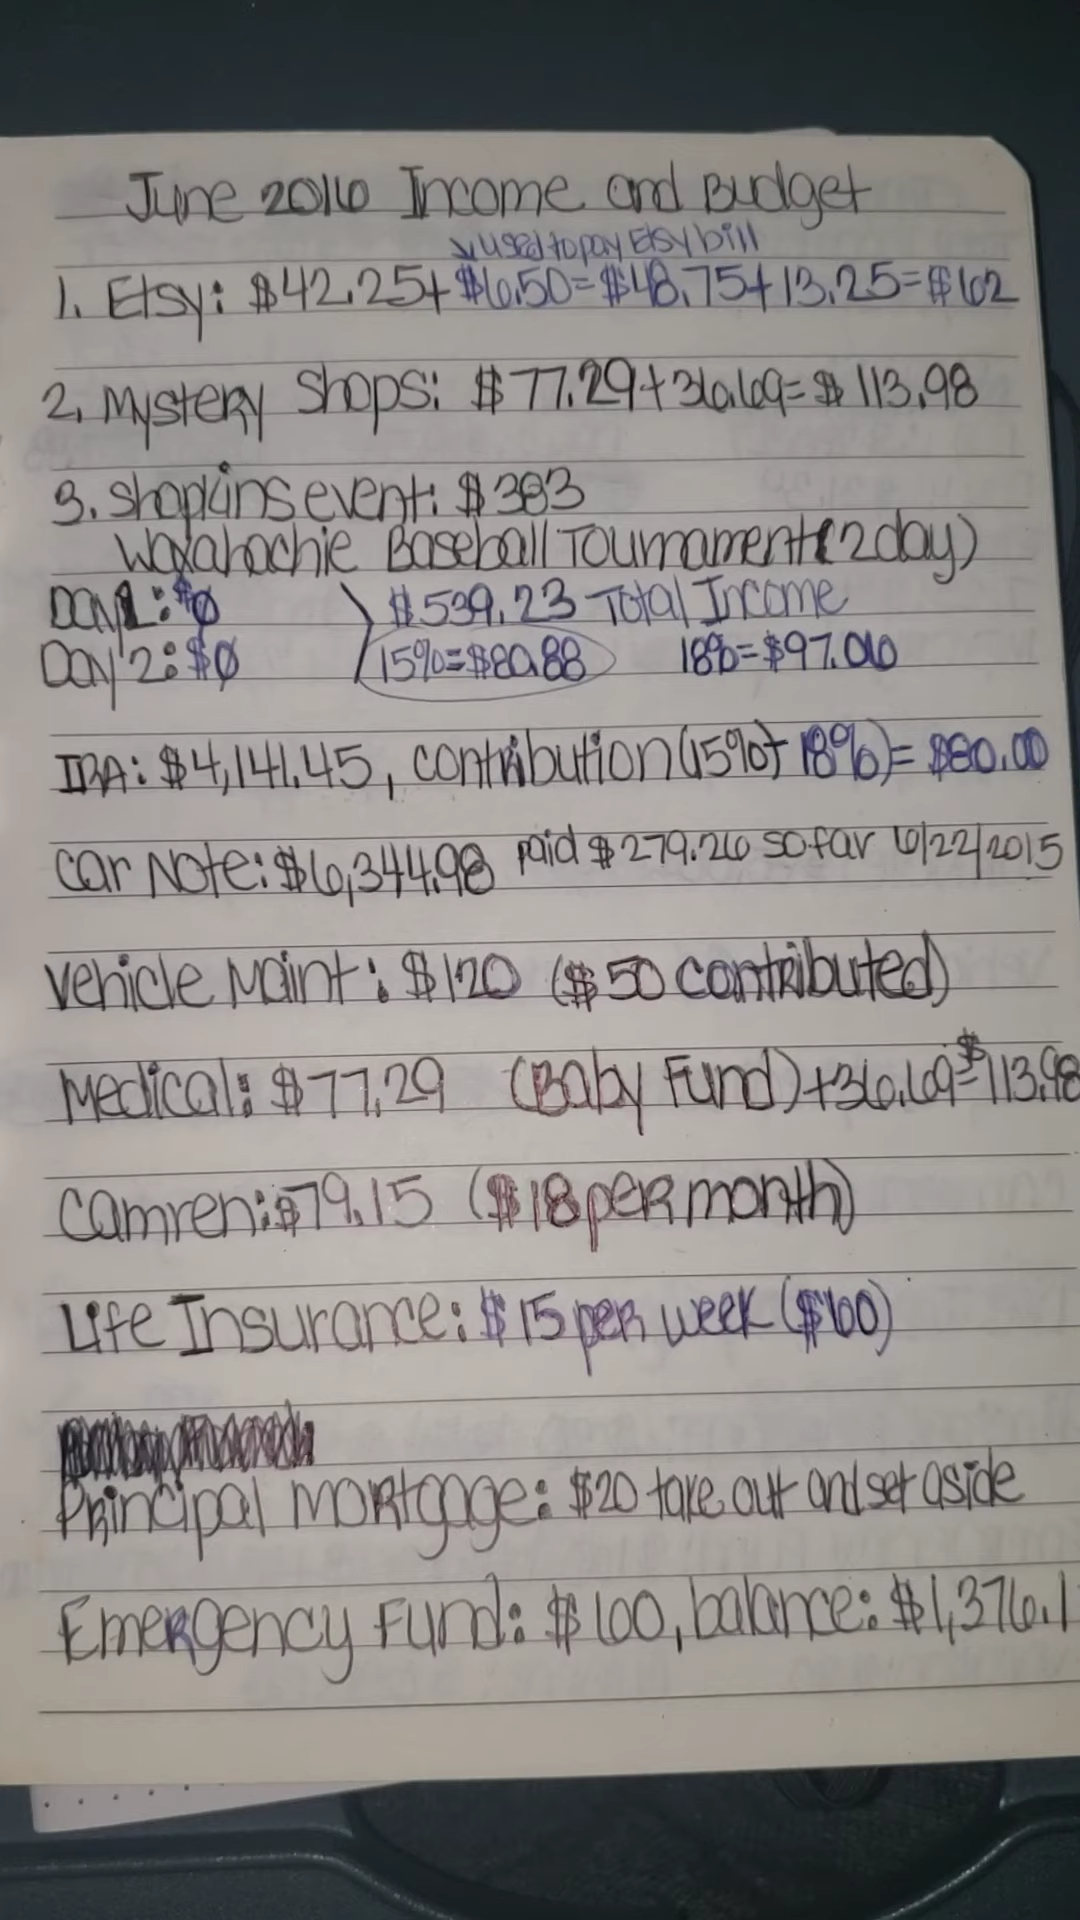 June 2016 Income and Budget
used to pay Etsy bill
1. Etsy: $42.25+ $6.50=$48.75+13.25=$62
2. Mystery Shops: $77.29+36.69=$113.98
3. Shopkins event: $383
Waxahachie Baseball Tournament (2 day)
Day 1: $0 $539.23 Total Income
Day 2: $0 15%=$80.88 18%=$97.06
IRA: $4,141.45, contribution (15%+ 18%)= $80.00
Car Note: $6,344.98 paid $279.26 so far 6/22/2015
Vehicle Maint: $120 ($50 contributed)
Medical: $77.29 (Baby Fund) +36.69=$113.98
Camren: $79.15 ($18 per month)
Life Insurance: $15 per week ($60)
Principal Mortgage: $20 take out and set aside
Emergency Fund: $100, balance: $1,376.1